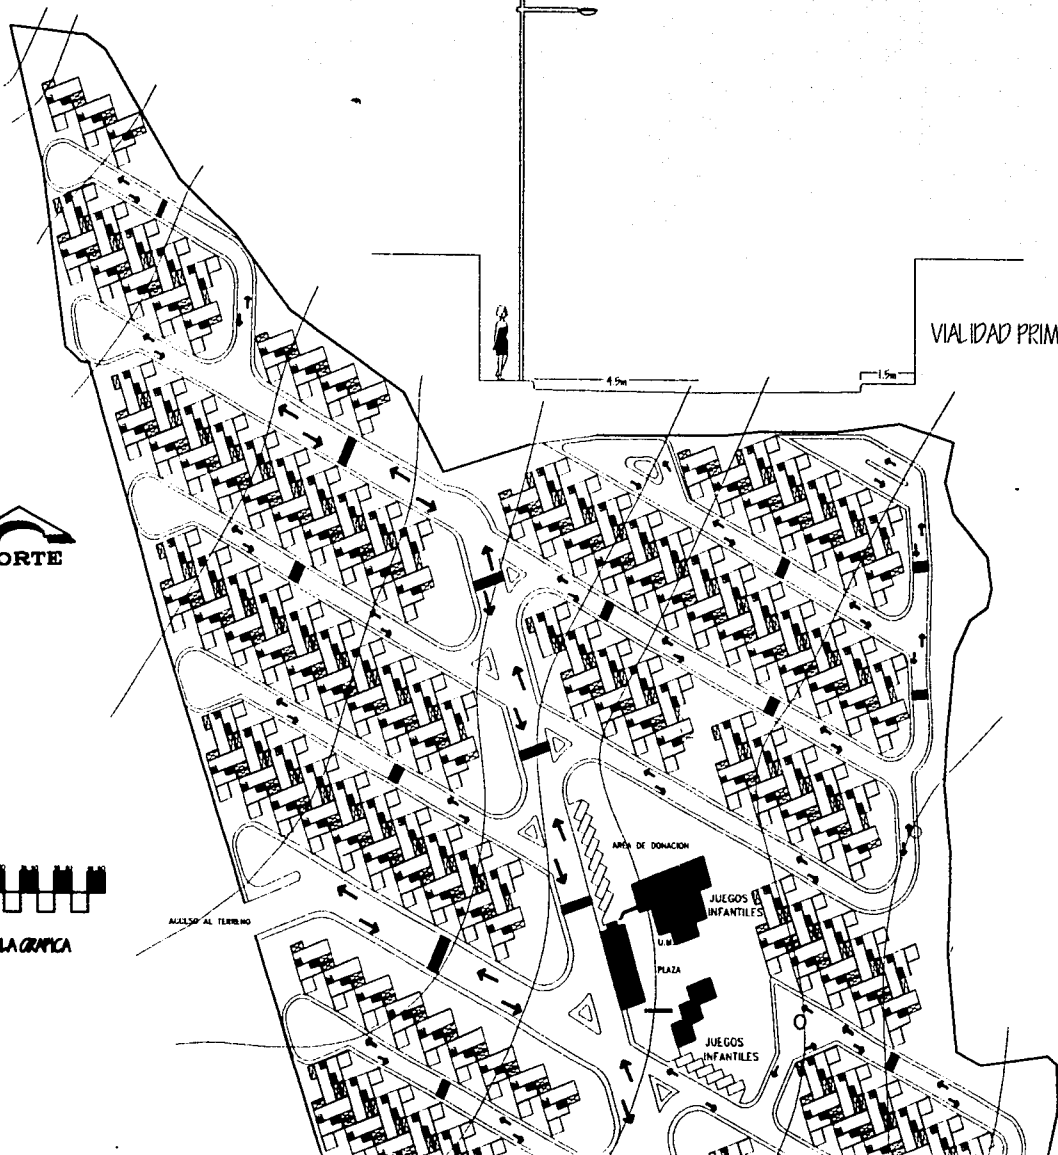 VIALIDAD PRIM
4.5m
1.5m
ORTE
AREA DE DONACION
JUEGOS
INFANTILES
U.M
PLAZA
ACCESO AL TERRENO
LA GRAFICA
JUEGOS
INFANTILES